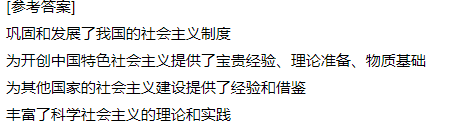 [参考答案]
巩固和发展了我国的社会主义制度
为开创中国特色社会主义提供了宝贵经验、理论准备、物质基础
为其他国家的社会主义建设提供了经验和借鉴
丰富了科学社会主义的理论和实践